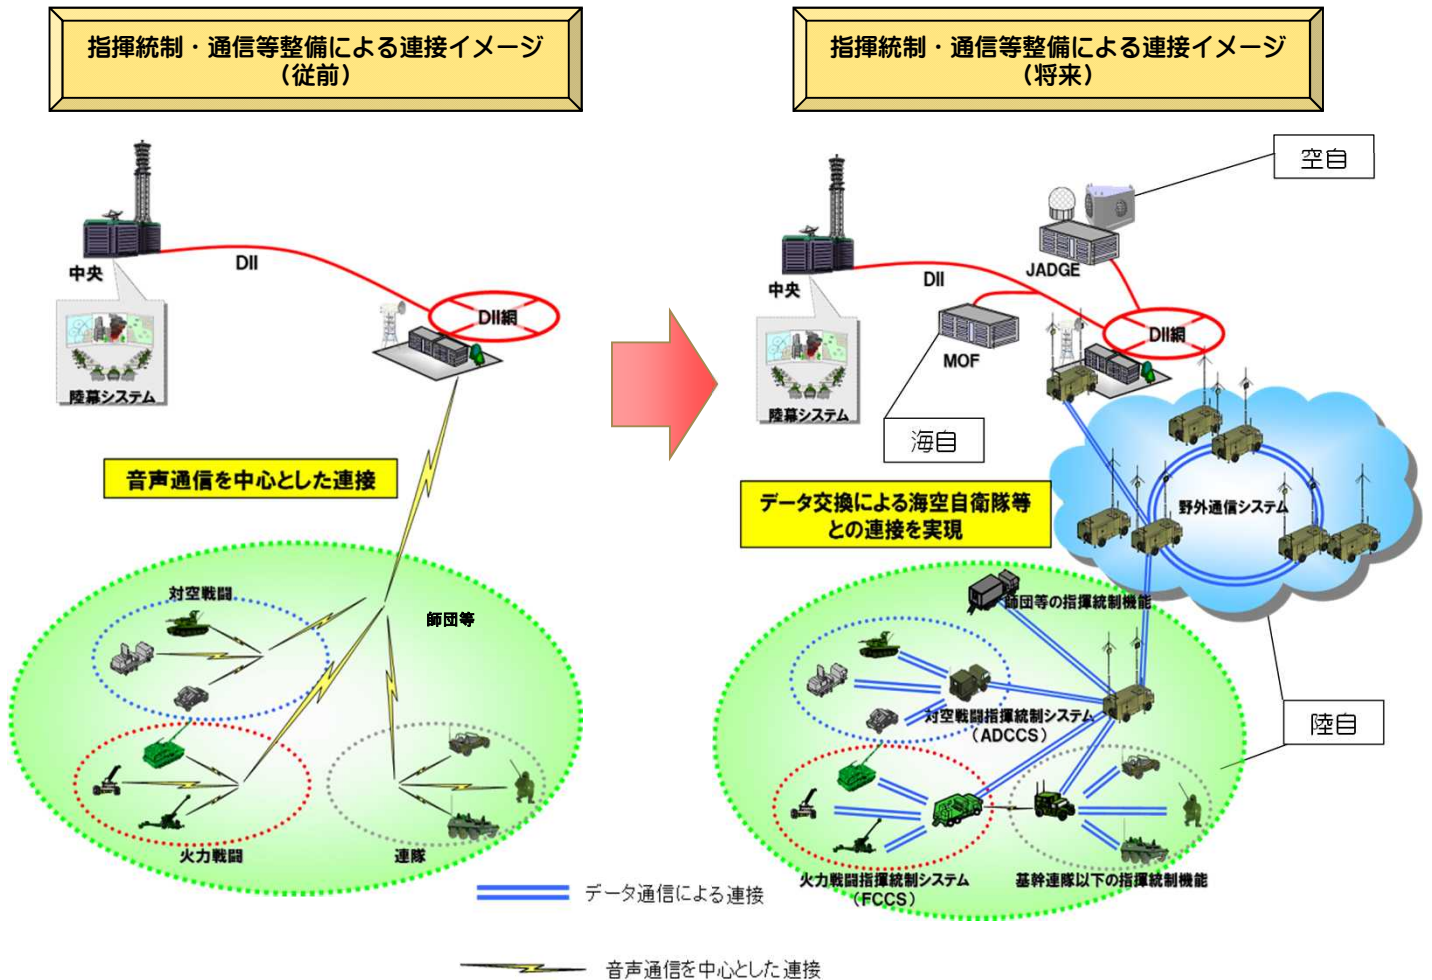 指揮統制・通信等整備による連接イメージ
（従前）
中央
DII
DII網
陸幕システム
音声通信を中心とした連接
対空戦闘
師団等
火力戦闘
連隊
指揮統制・通信等整備による連接イメージ
（将来）
空自
中央
DII
JADGE
DII網
MOF
陸幕システム
海自
データ交換による海空自衛隊等
との連接を実現
野外通信システム
師団等の指揮統制機能
対空戦闘指揮統制システム
（ADCCS）
陸自
火力戦闘指揮統制システム
（FCCS）
基幹連隊以下の指揮統制機能
データ通信による連接
音声通信を中心とした連接